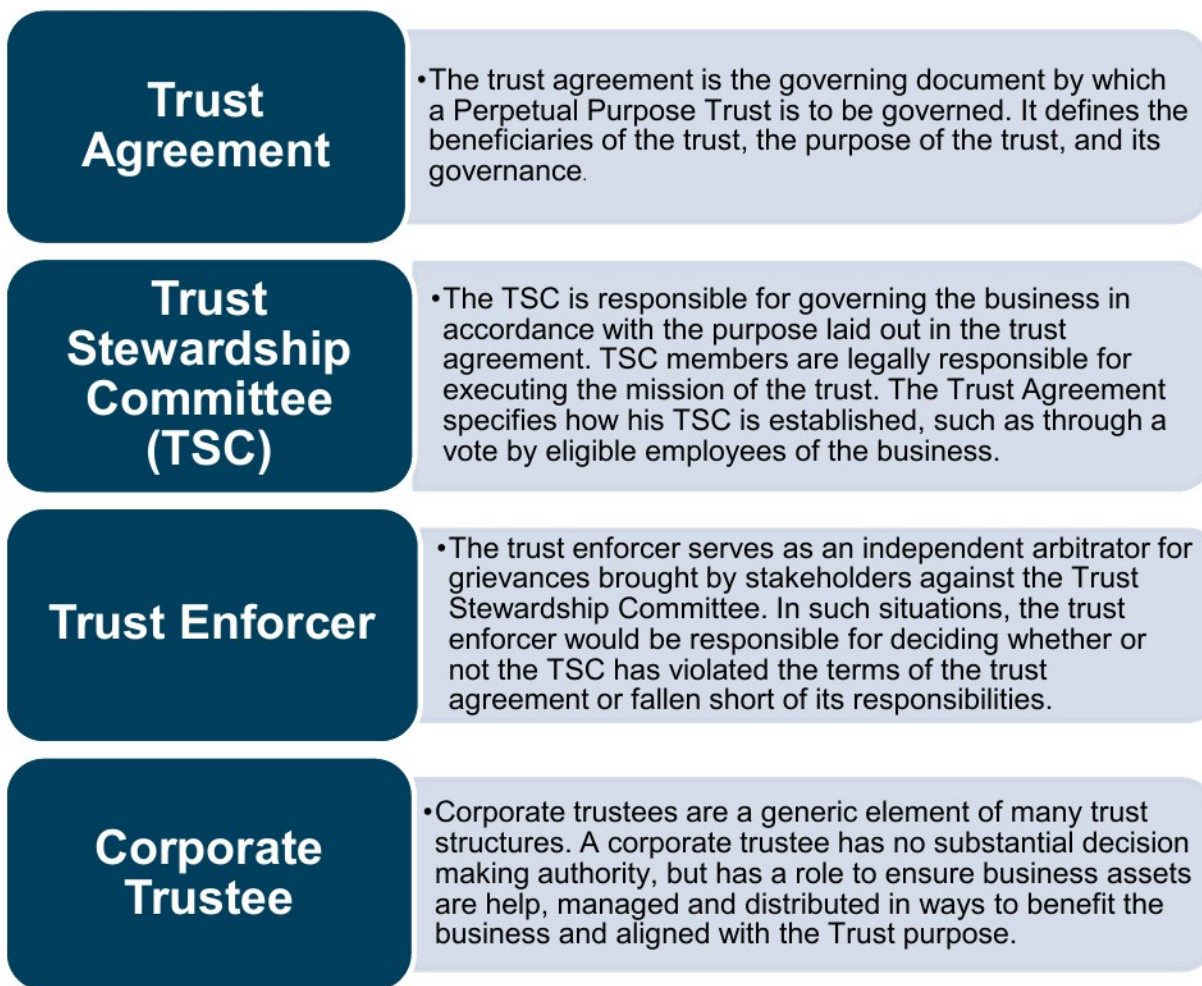 Trust
Agreement
•The trust agreement is the governing document by which
a Perpetual Purpose Trust is to be governed. It defines the
beneficiaries of the trust, the purpose of the trust, and its
governance.
Trust
Stewardship
Committee
(TSC)
•The TSC is responsible for governing the business in
accordance with the purpose laid out in the trust
agreement. TSC members are legally responsible for
executing the mission of the trust. The Trust Agreement
specifies how his TSC is established, such as through a
vote by eligible employees of the business.
Trust Enforcer
•The trust enforcer serves as an independent arbitrator for
grievances brought by stakeholders against the Trust
Stewardship Committee. In such situations, the trust
enforcer would be responsible for deciding whether or
not the TSC has violated the terms of the trust
agreement or fallen short of its responsibilities.
Corporate
Trustee
•Corporate trustees are a generic element of many trust
structures. A corporate trustee has no substantial decision
making authority, but has a role to ensure business assets
are help, managed and distributed in ways to benefit the
business and aligned with the Trust purpose.